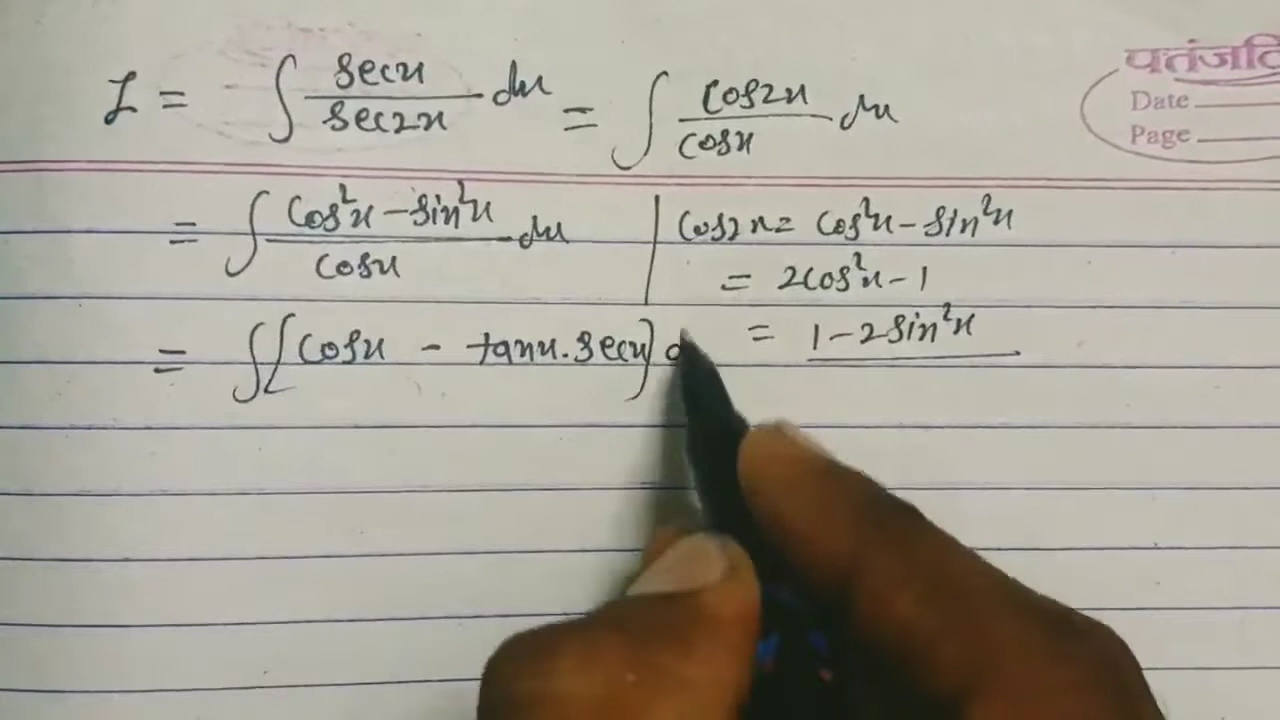 I = ∫ secx/sec2x dx = ∫ cos2x/cosx dx
पतंजलि
Date
Page
= ∫ cos²x - sin²x/cosx dx
cos2x = cos²x - sin²x
= 2cos²x - 1
= 1 - 2sin²x
= ∫[cosx - tanx.secx] d